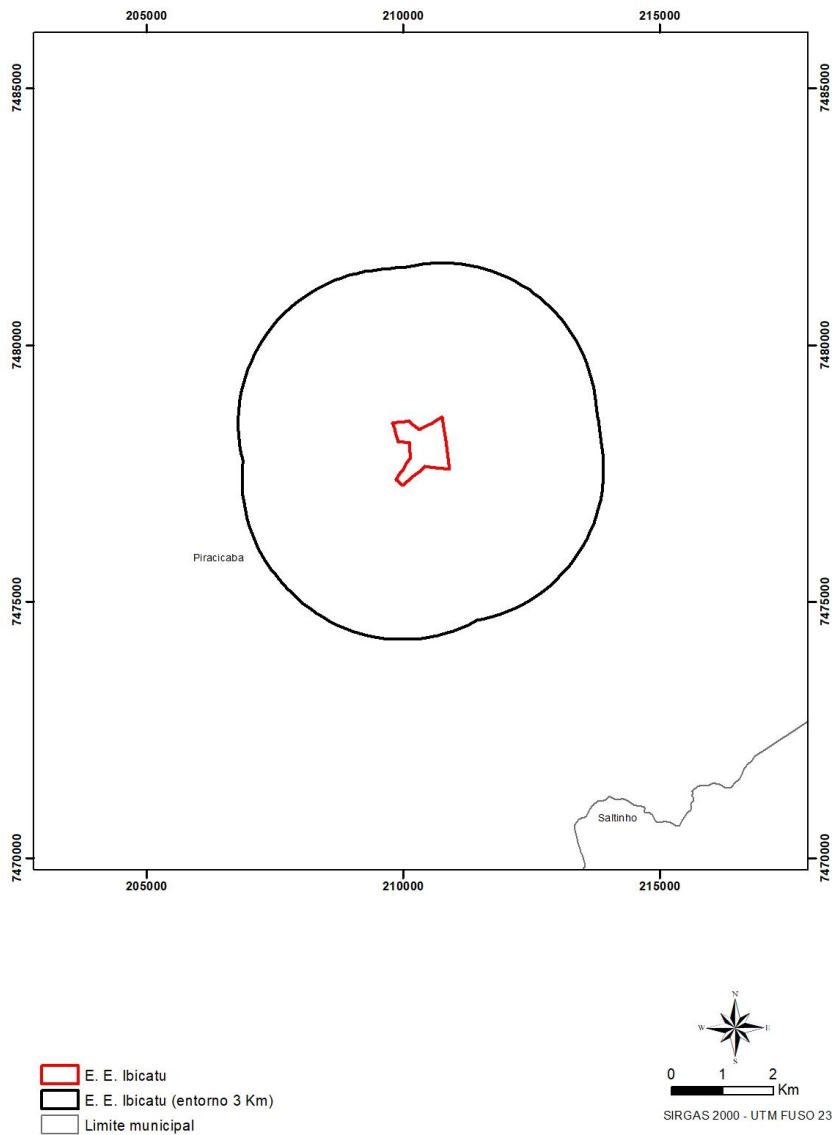 205000 210000 215000
7485000 7485000
7480000 7480000
Piracicaba
7475000 7475000
Saltinho
7470000 7470000
205000 210000 215000
N
W E
S
E. E. Ibicatu
E. E. Ibicatu (entorno 3 Km)
Limite municipal
0 1 2
Km
SIRGAS 2000 - UTM FUSO 23